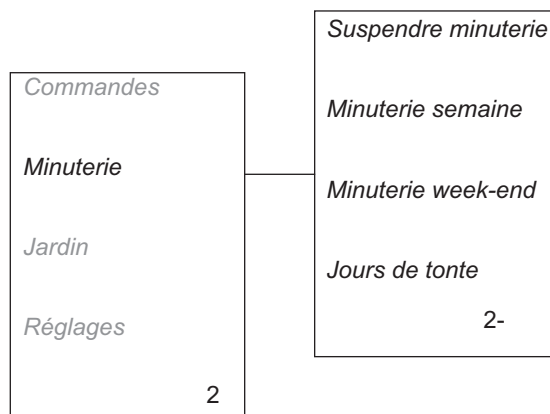 Commandes
Minuterie
Jardin
Réglages
2
Suspendre minuterie
Minuterie semaine
Minuterie week-end
Jours de tonte
2-